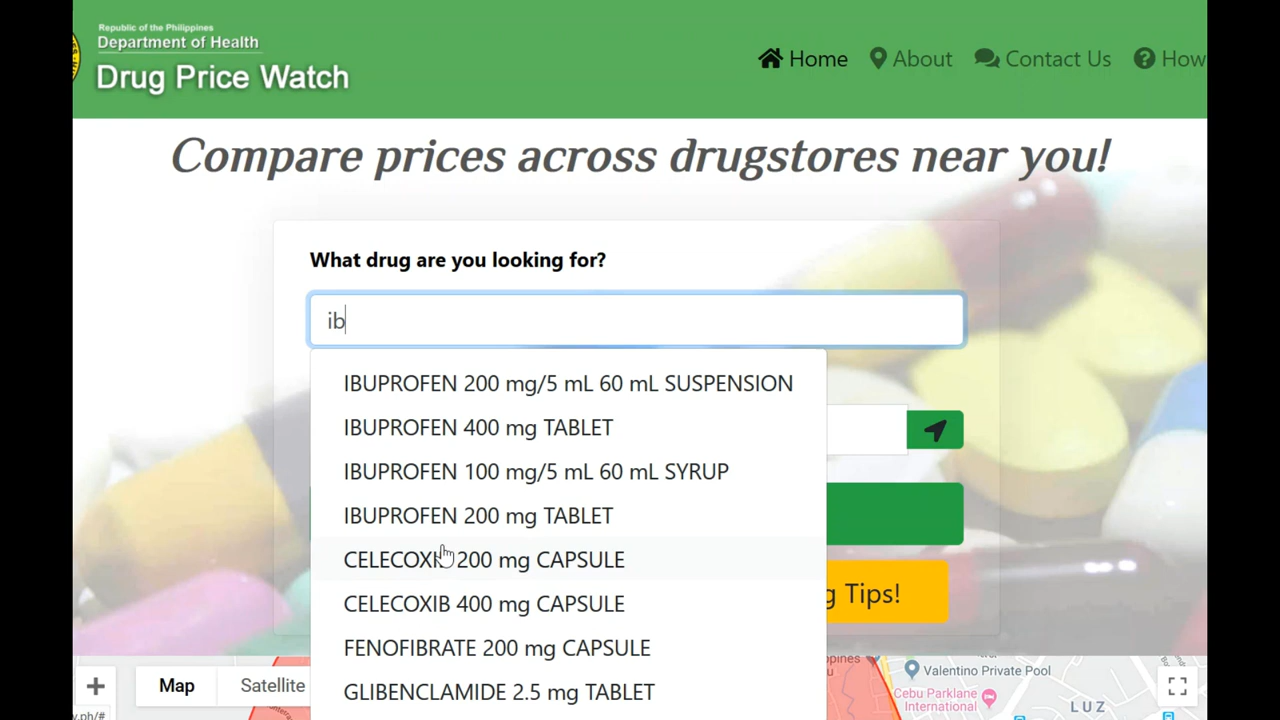 Republic of the Philippines
Department of Health
Drug Price Watch
Home
About
Contact Us
How
Compare prices across drugstores near you!
What drug are you looking for?
ib
IBUPROFEN 200 mg/5 mL 60 mL SUSPENSION
IBUPROFEN 400 mg TABLET
IBUPROFEN 100 mg/5 mL 60 mL SYRUP
IBUPROFEN 200 mg TABLET
CELECOXIB 200 mg CAPSULE
CELECOXIB 400 mg CAPSULE
FENOFIBRATE 200 mg CAPSULE
GLIBENCLAMIDE 2.5 mg TABLET
g Tips!
Map
Satellite
Valentino Private Pool
Cebu Parklane
International
LUZ
y.ph/#